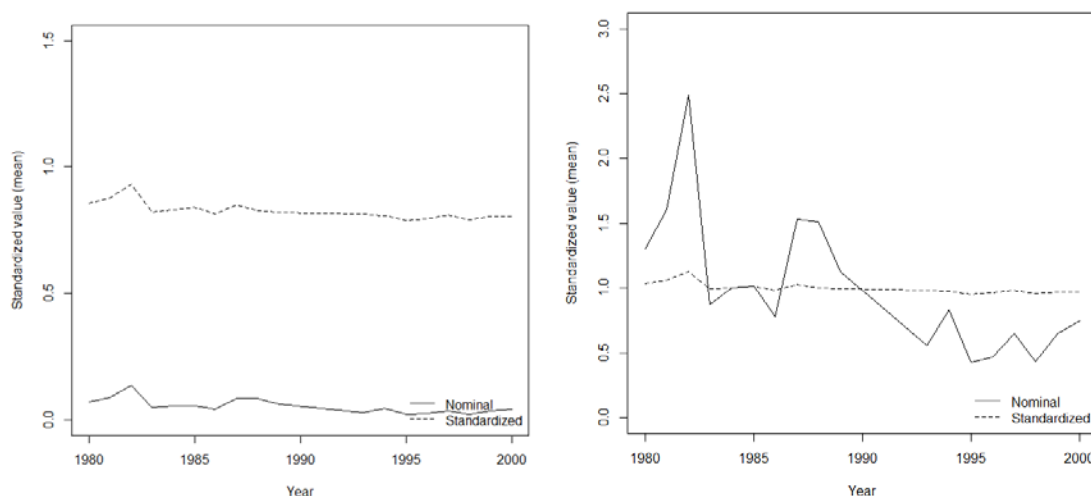 Standardized value (mean)
1.5
1.0
0.5
0.0
Nominal
Standardized
1980
1985
1990
1995
2000
Year
Standardized value (mean)
3.0
2.5
2.0
1.5
1.0
0.5
0.0
Nominal
Standardized
1980
1985
1990
1995
2000
Year